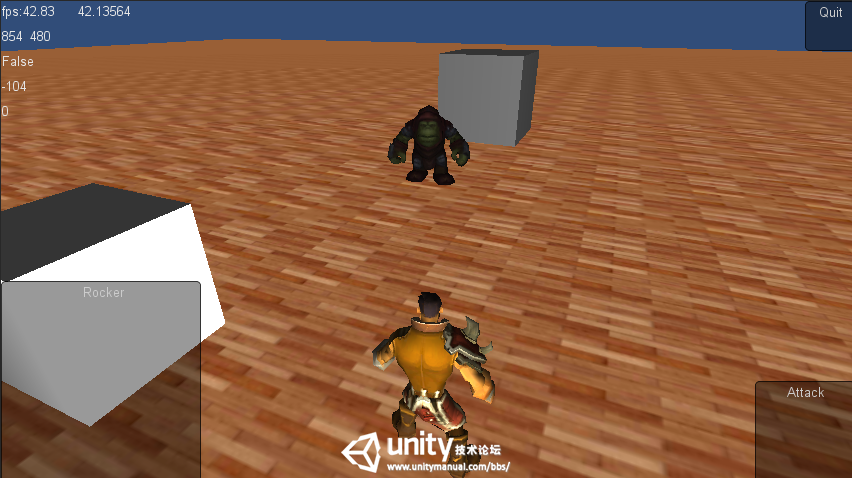 fps:42.83 42.13564
Quit
854 480
False
-104
0
Rocker
Attack
unity 技术论坛
www.unitymanual.com/bbs/